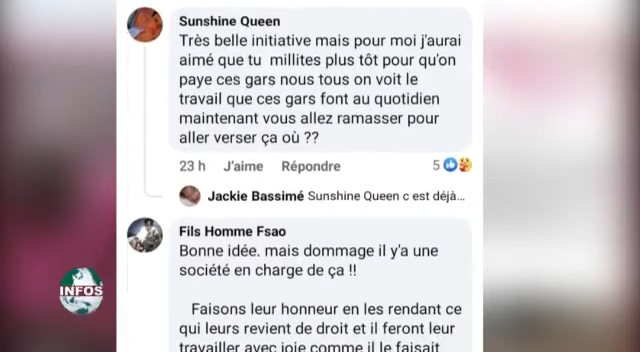 Sunshine Queen
Très belle initiative mais pour moi j'aurai
aimé que tu millites plus tôt pour qu'on
paye ces gars nous tous on voit le
travail que ces gars font au quotidien
maintenant vous allez ramasser pour
aller verser ça où ??
23 h J'aime Répondre 5
Jackie Bassimé Sunshine Queen c est déjà...
Fils Homme Fsao
Bonne idée. mais dommage il y'a une
société en charge de ça !!
Faisons leur honneur en les rendant ce
qui leurs revient de droit et il feront leur
travailler avec joie comme il le faisait
INFOS